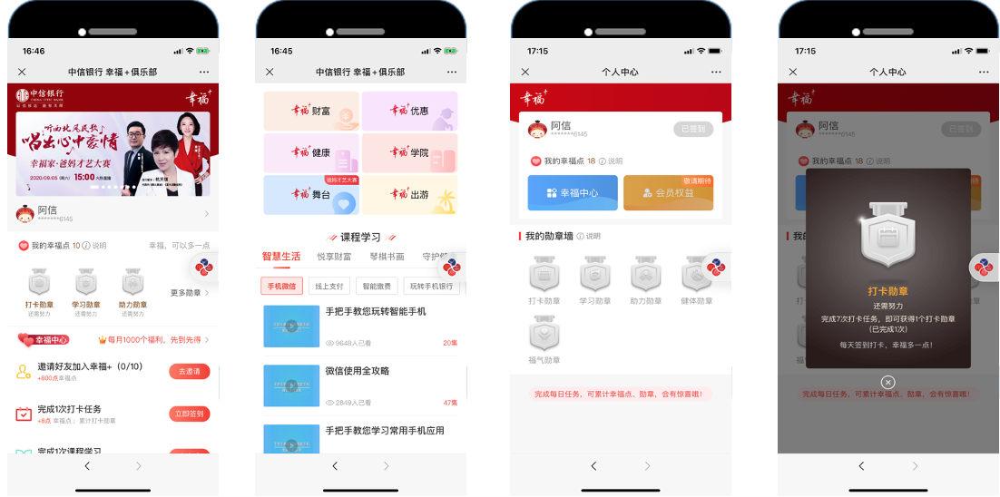 16:46
中信银行 幸福+俱乐部
中信银行
CHINA CITIC BANK
幸福+
听西北风民歌
唱出心中豪情
幸福家·爸妈才艺大赛
2020/09/05 (周六) 15:00
阿信
*******6145
我的幸福点 10 说明
幸福,可以多一点
打卡勋章
还需努力
学习勋章
还需努力
助力勋章
还需努力
更多勋章
幸福中心
每月1000个福利,先到先得
邀请好友加入幸福+(0/10)
+600点幸福点
去邀请
完成1次打卡任务
+8点 幸福点;累计打卡勋章
立即签到
完成1次课程学习
16:45
中信银行 幸福+俱乐部
幸福+财富
幸福+优惠
幸福+健康
幸福+学院
爸妈才艺大赛
幸福+舞台
幸福+出游
课程学习
智慧生活
悦享财富
琴棋书画
守护健
手机微信
线上支付
智能缴费
玩转手机银行
手把手教您玩转智能手机
9648人已看
20集
微信使用全攻略
2849人已看
47集
手把手教您学习常用手机应用
17:15
个人中心
幸福+
阿信
*******6145
已签到
我的幸福点 18 说明
幸福中心
敬请期待
会员权益
我的勋章墙 说明
打卡勋章
学习勋章
助力勋章
健体勋章
福气勋章
完成每日任务,可累计幸福点、勋章,会有惊喜哦!
17:15
个人中心
幸福+
阿信
*******6145
已签到
我的幸福点 18 说明
敬请期待
我的
打卡勋章
还需努力
完成7次打卡任务,即可获得1个打卡勋章
(已完成1次)
每天签到打卡,幸福多一点!
完成每日任务,可累计幸福点、勋章,会有惊喜哦!